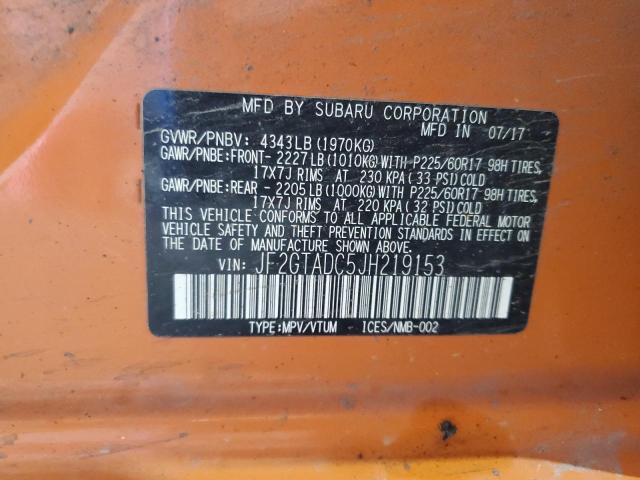 MFD BY SUBARU CORPORATION
MFD IN 07/17
GVWR/PNBV: 4343LB(1970KG)
GAWR/PNBE:FRONT- 2227LB(1010KG)WITH P225/60R17 98H TIRES,
17X7J RIMS AT 230 KPA( 33 PSI)COLD
GAWR/PNBE:REAR - 2205LB(1000KG)WITH P225/60R17 98H TIRES,
17X7J RIMS AT 220 KPA( 32 PSI)COLD
THIS VEHICLE CONFORMS TO ALL APPLICABLE FEDERAL MOTOR
VEHICLE SAFETY AND THEFT PREVENTION STANDARDS IN EFFECT
ON THE DATE OF MANUFACTURE SHOWN ABOVE.
VIN: JF2GTADC5JH219153
TYPE:MPV/VTUM ICES/NMB-002